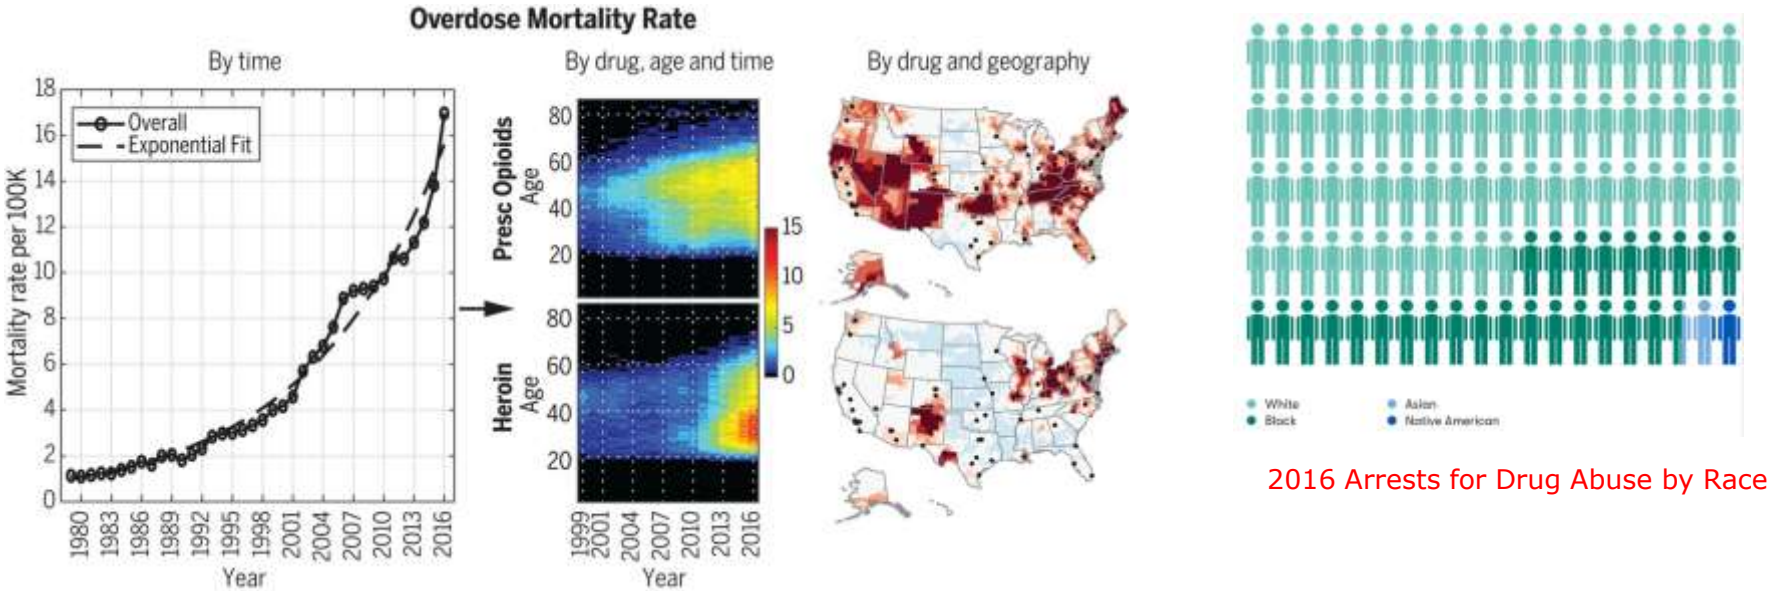 Overdose Mortality Rate
By time
By drug, age and time
By drug and geography
18
16
14
12
10
8
6
4
2
0
Mortality rate per 100K
Overall
Exponential Fit
1980
1983
1986
1989
1992
1995
1998
2001
2004
2007
2010
2013
2016
Year
Presc Opioids
Age
80
60
40
20
Heroin
Age
80
60
40
20
1999
2001
2004
2007
2010
2013
2016
Year
15
10
5
0
White
Black
Asian
Native American
2016 Arrests for Drug Abuse by Race